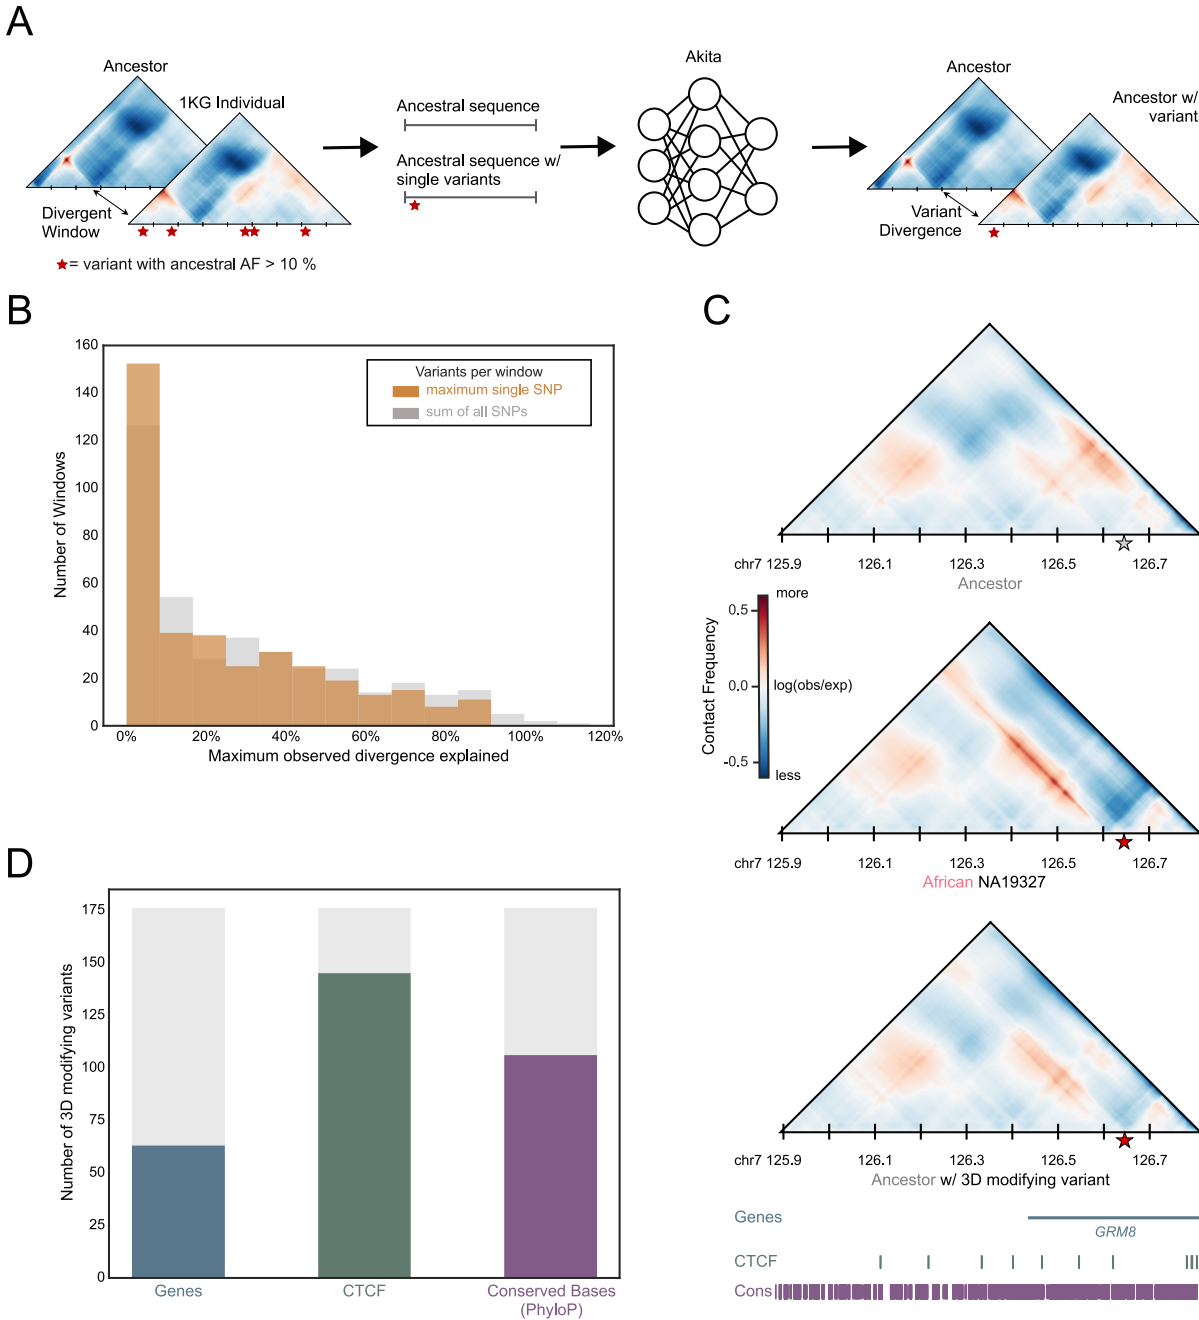 A
Ancestor
1KG Individual
Divergent
Window
★= variant with ancestral AF > 10 %
Ancestral sequence
Ancestral sequence w/
single variants
Akita
Ancestor
Ancestor w/
variant
Variant
Divergence
B
160
140
120
100
80
60
40
20
0
Number of Windows
Variants per window
maximum single SNP
sum of all SNPs
0% 20% 40% 60% 80% 100% 120%
Maximum observed divergence explained
C
chr7 125.9 126.1 126.3 126.5 126.7
Ancestor
more
0.5
0.0
log(obs/exp)
-0.5
less
Contact Frequency
chr7 125.9 126.1 126.3 126.5 126.7
African NA19327
chr7 125.9 126.1 126.3 126.5 126.7
Ancestor w/ 3D modifying variant
Genes
GRM8
CTCF
Cons
D
175
150
125
100
75
50
25
0
Number of 3D modifying variants
Genes
CTCF
Conserved Bases
(PhyloP)